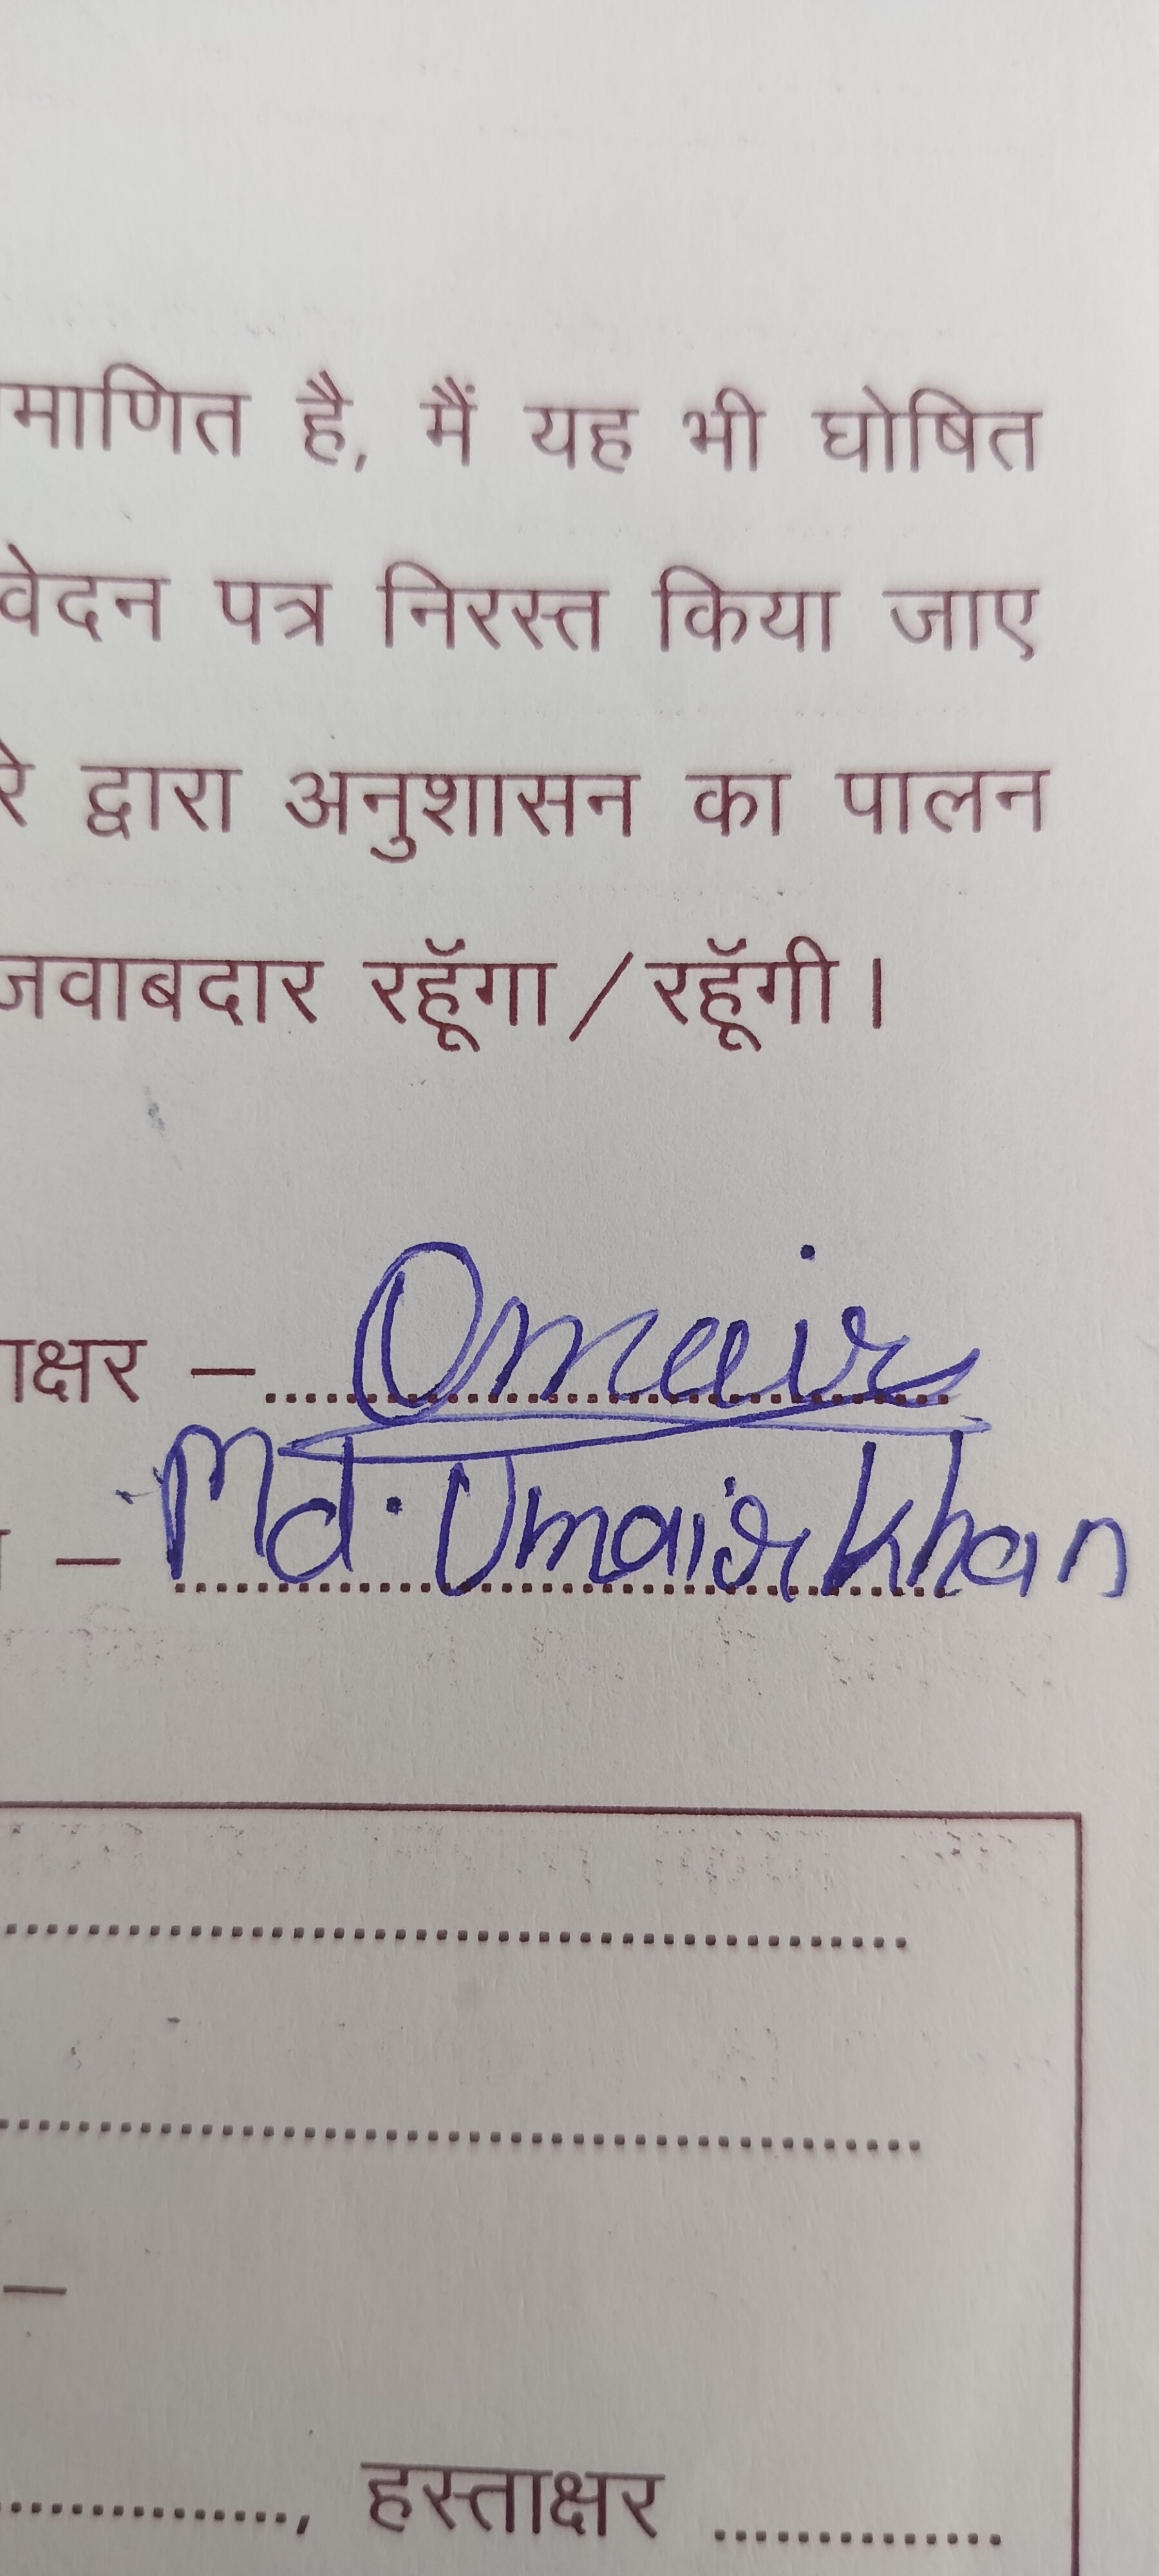 माणित है, मैं यह भी घोषित
वेदन पत्र निरस्त किया जाए
रे द्वारा अनुशासन का पालन
जवाबदार रहूॅगा / रहूॅगी।
ाक्षर – Omair
– Md. Umair Khan
–
, हस्ताक्षर